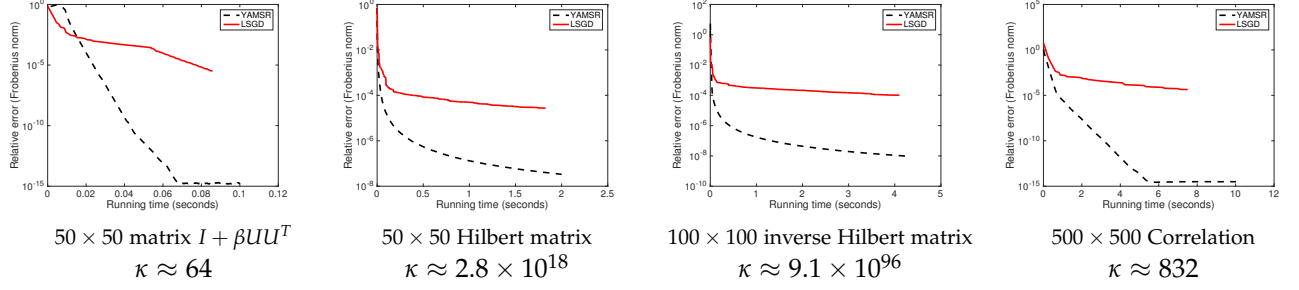 10^0
10^-5
10^-10
10^-15
Relative error (Frobenius norm)
0 0.02 0.04 0.06 0.08 0.1 0.12
Running time (seconds)
YAMSR
LSGD
50 × 50 matrix I + βUU^T
κ ≈ 64
10^0
10^-2
10^-4
10^-6
10^-8
Relative error (Frobenius norm)
0 0.5 1 1.5 2 2.5
Running time (seconds)
YAMSR
LSGD
50 × 50 Hilbert matrix
κ ≈ 2.8 × 10^18
10^2
10^0
10^-2
10^-4
10^-6
10^-8
10^-10
Relative error (Frobenius norm)
0 1 2 3 4 5
Running time (seconds)
YAMSR
LSGD
100 × 100 inverse Hilbert matrix
κ ≈ 9.1 × 10^96
10^5
10^0
10^-5
10^-10
10^-15
Relative error (Frobenius norm)
0 2 4 6 8 10 12
Running time (seconds)
YAMSR
LSGD
500 × 500 Correlation
κ ≈ 832